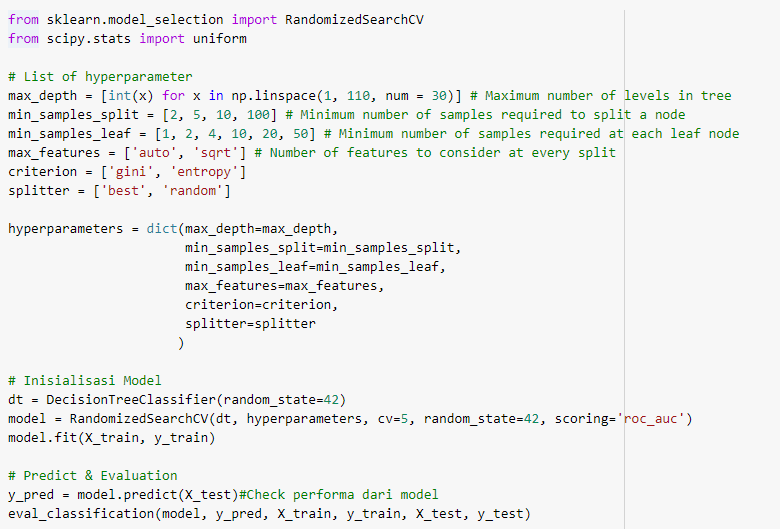 from sklearn.model_selection import RandomizedSearchCV
from scipy.stats import uniform
# List of hyperparameter
max_depth = [int(x) for x in np.linspace(1, 110, num = 30)] # Maximum number of levels in tree
min_samples_split = [2, 5, 10, 100] # Minimum number of samples required to split a node
min_samples_leaf = [1, 2, 4, 10, 20, 50] # Minimum number of samples required at each leaf node
max_features = ['auto', 'sqrt'] # Number of features to consider at every split
criterion = ['gini', 'entropy']
splitter = ['best', 'random']
hyperparameters = dict(max_depth=max_depth,
min_samples_split=min_samples_split,
min_samples_leaf=min_samples_leaf,
max_features=max_features,
criterion=criterion,
splitter=splitter
)
# Inisialisasi Model
dt = DecisionTreeClassifier(random_state=42)
model = RandomizedSearchCV(dt, hyperparameters, cv=5, random_state=42, scoring='roc_auc')
model.fit(X_train, y_train)
# Predict & Evaluation
y_pred = model.predict(X_test)#Check performa dari model
eval_classification(model, y_pred, X_train, y_train, X_test, y_test)